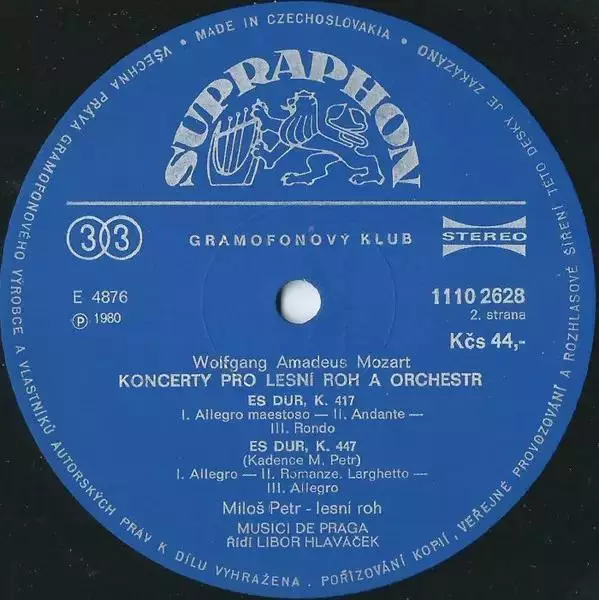 MADE IN CZECHOSLOVAKIA • VŠECHNA PRÁVA GRAMOFONOVÉHO VÝROBCE A VLASTNÍKŮ AUTORSKÝCH PRÁV K DÍLU VYHRAŽENA. POŘIZOVÁNÍ KOPIÍ, VEŘEJNÉ PROVOZOVÁNÍ A ROZHLASOVÉ ŠÍŘENÍ TÉTO DESKY JE ZAKÁZÁNO •
SUPRAPHON
33 GRAMOFONOVÝ KLUB STEREO
E 4876 1110 2628
Ⓟ 1980 2. strana
Kčs 44,-
Wolfgang Amadeus Mozart
KONCERTY PRO LESNÍ ROH A ORCHESTR
ES DUR, K. 417
I. Allegro maestoso — II. Andante —
III. Rondo
ES DUR, K. 447
(Kadence M. Petr)
I. Allegro — II. Romanze. Larghetto —
III. Allegro
Miloš Petr - lesní roh
MUSICI DE PRAGA
Řídí LIBOR HLAVÁČEK